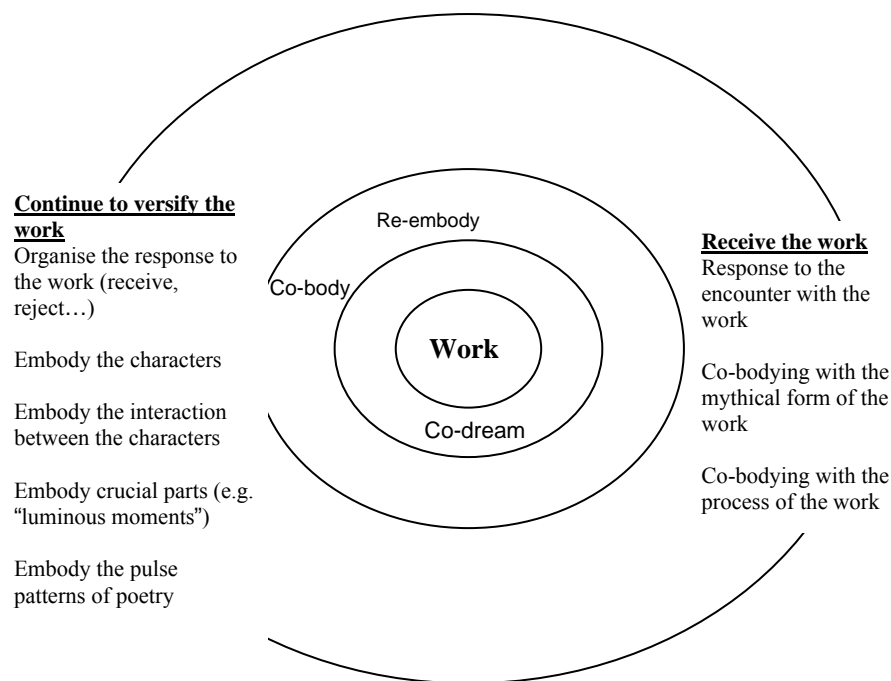 Continue to versify the
work
Organise the response to
the work (receive,
reject…)
Embody the characters
Embody the interaction
between the characters
Embody crucial parts (e.g.
“luminous moments”)
Embody the pulse
patterns of poetry
Re-embody
Co-body
Work
Co-dream
Receive the work
Response to the
encounter with the
work
Co-bodying with the
mythical form of the
work
Co-bodying with the
process of the work